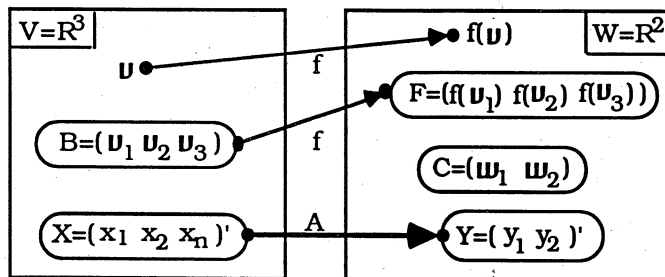 V=R³
W=R²
υ
f
f(υ)
B=(υ₁ υ₂ υ₃)
f
F=(f(υ₁) f(υ₂) f(υ₃))
C=(ω₁ ω₂)
X=(x₁ x₂ xₙ)'
A
Y=(y₁ y₂)'